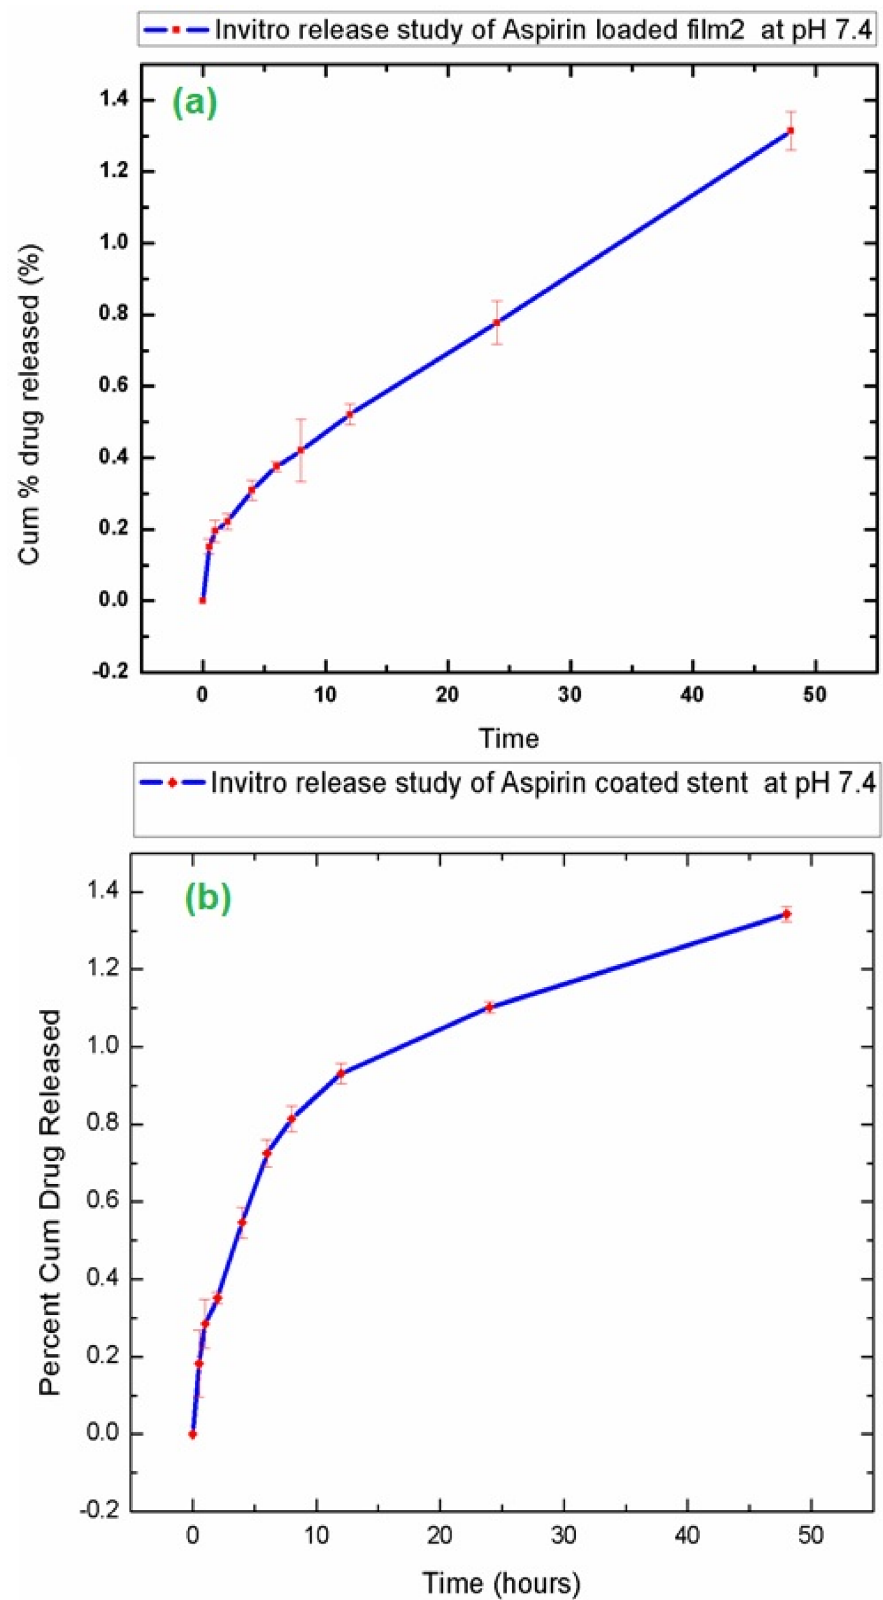 Invitro release study of Aspirin loaded film2 at pH 7.4
(a)
1.4
1.2
1.0
0.8
0.6
0.4
0.2
0.0
-0.2
Cum % drug released (%)
0 10 20 30 40 50
Time
Invitro release study of Aspirin coated stent at pH 7.4
(b)
1.4
1.2
1.0
0.8
0.6
0.4
0.2
0.0
-0.2
Percent Cum Drug Released
0 10 20 30 40 50
Time (hours)